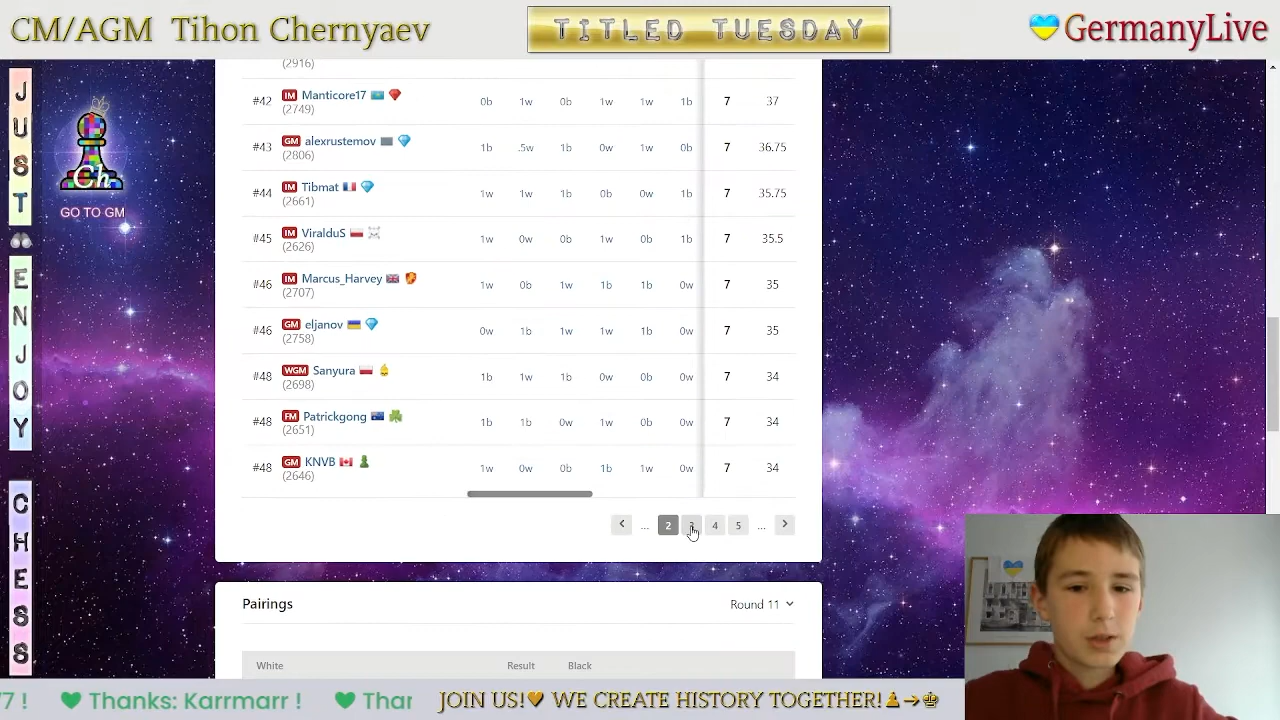 CM/AGM Tihon Chernyaev
TITLED TUESDAY
GermanyLive
JUST
ENJOY
CHESS
Ch
GO TO GM
(2916)
#42 IM Manticore17 0b 1w 0b 1w 1w 1b 7 37
(2749)
#43 GM alexrustemov 1b .5w 1b 0w 1w 0b 7 36.75
(2806)
#44 IM Tibmat 1w 1w 1b 0b 0w 1b 7 35.75
(2661)
#45 IM ViralduS 1w 0w 0b 1w 0b 1b 7 35.5
(2626)
#46 IM Marcus_Harvey 1w 0b 1w 1b 1b 0w 7 35
(2707)
#46 GM eljanov 0w 1b 1w 1w 1b 0w 7 35
(2758)
#48 WGM Sanyura 1b 1w 1b 0w 0b 0w 7 34
(2698)
#48 FM Patrickgong 1b 1b 0w 1w 0b 0w 7 34
(2651)
#48 GM KNVB 1w 0w 0b 1b 1w 0w 7 34
(2646)
... 2 3 4 5 ...
Pairings Round 11
White Result Black
7 ! Thanks: Karrmarr ! Thar
JOIN US! WE CREATE HISTORY TOGETHER!